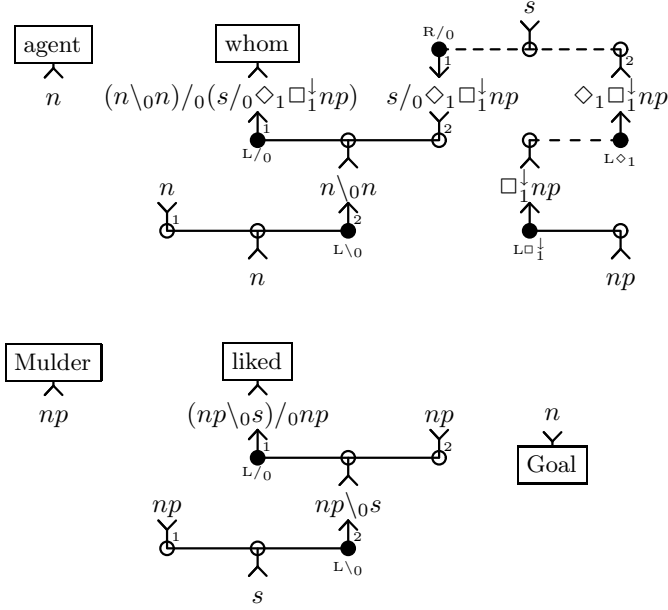 s
agent whom R/₀
1 2
n (n\₀n)/₀(s/₀◇₁□₁↓np) s/₀◇₁□₁↓np ◇₁□₁↓np
1 2
L/₀ L◇₁
n n\₀n □₁↓np
1 2
L\₀ L□₁↓
n np
Mulder liked
np (np\₀s)/₀np np n
1 2
L/₀ Goal
np np\₀s
1 2
L\₀
s